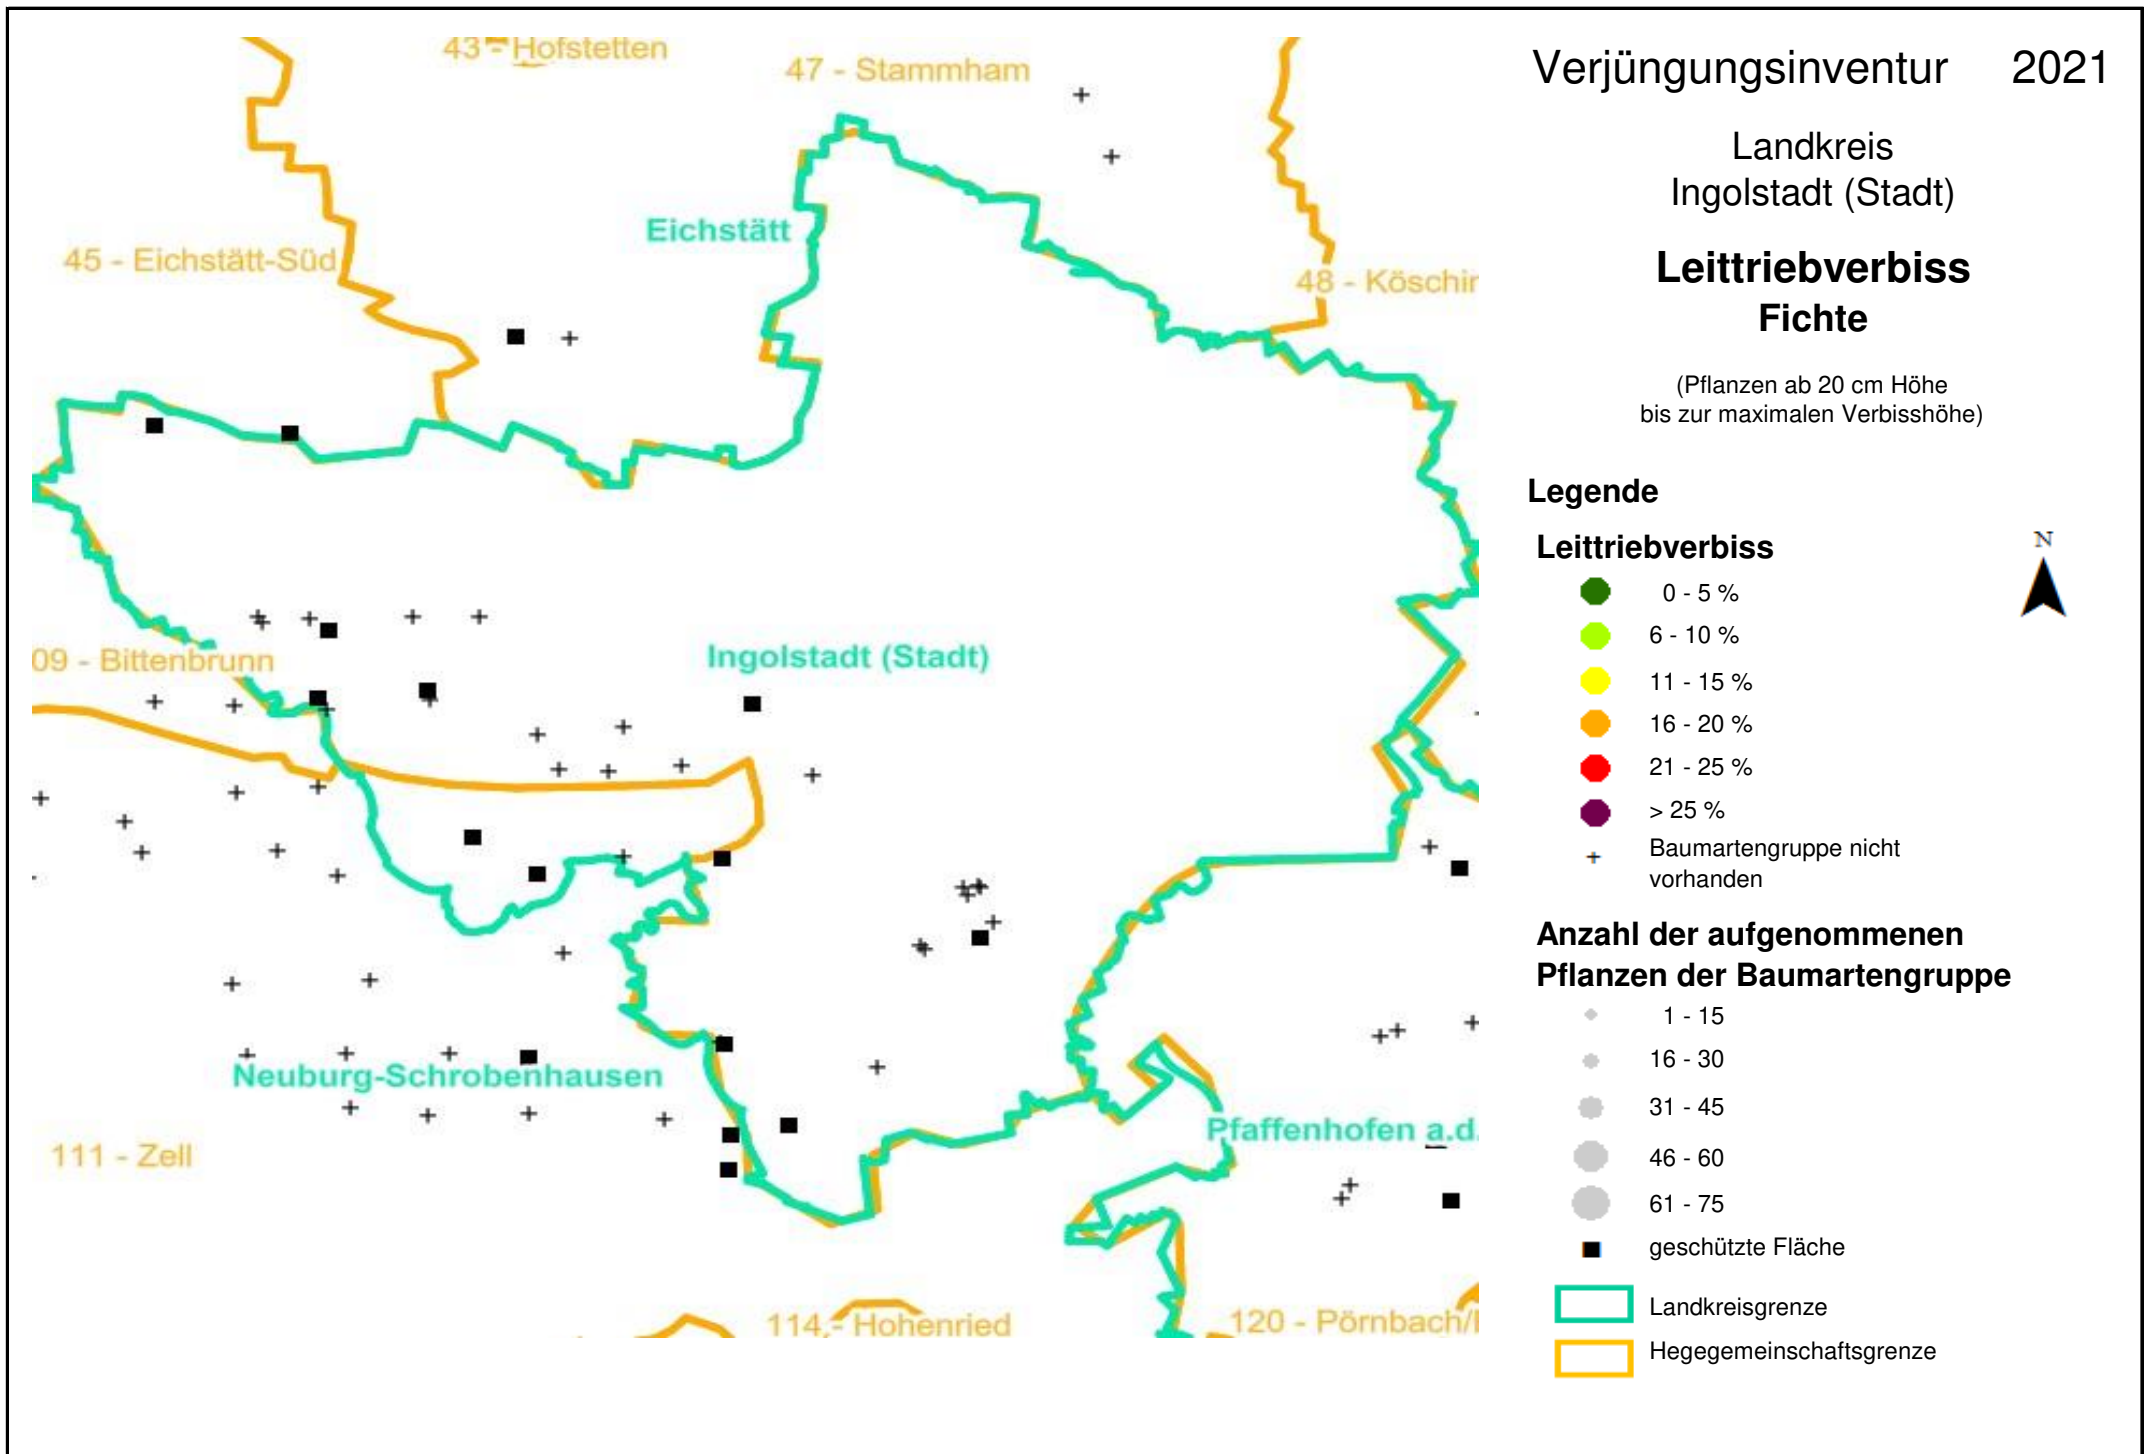 43 - Hofstetten
47 - Stammham
Eichstätt
45 - Eichstätt-Süd
48 - Köschir
09 - Bittenbrunn
Ingolstadt (Stadt)
Neuburg-Schrobenhausen
Pfaffenhofen a.d.
111 - Zell
114 - Hohenried
120 - Pörnbach/
Verjüngungsinventur 2021
Landkreis
Ingolstadt (Stadt)
Leittriebverbiss
Fichte
(Pflanzen ab 20 cm Höhe
bis zur maximalen Verbisshöhe)
Legende
Leittriebverbiss
N
0 - 5 %
6 - 10 %
11 - 15 %
16 - 20 %
21 - 25 %
> 25 %
Baumartengruppe nicht
vorhanden
Anzahl der aufgenommenen
Pflanzen der Baumartengruppe
1 - 15
16 - 30
31 - 45
46 - 60
61 - 75
geschützte Fläche
Landkreisgrenze
Hegegemeinschaftsgrenze